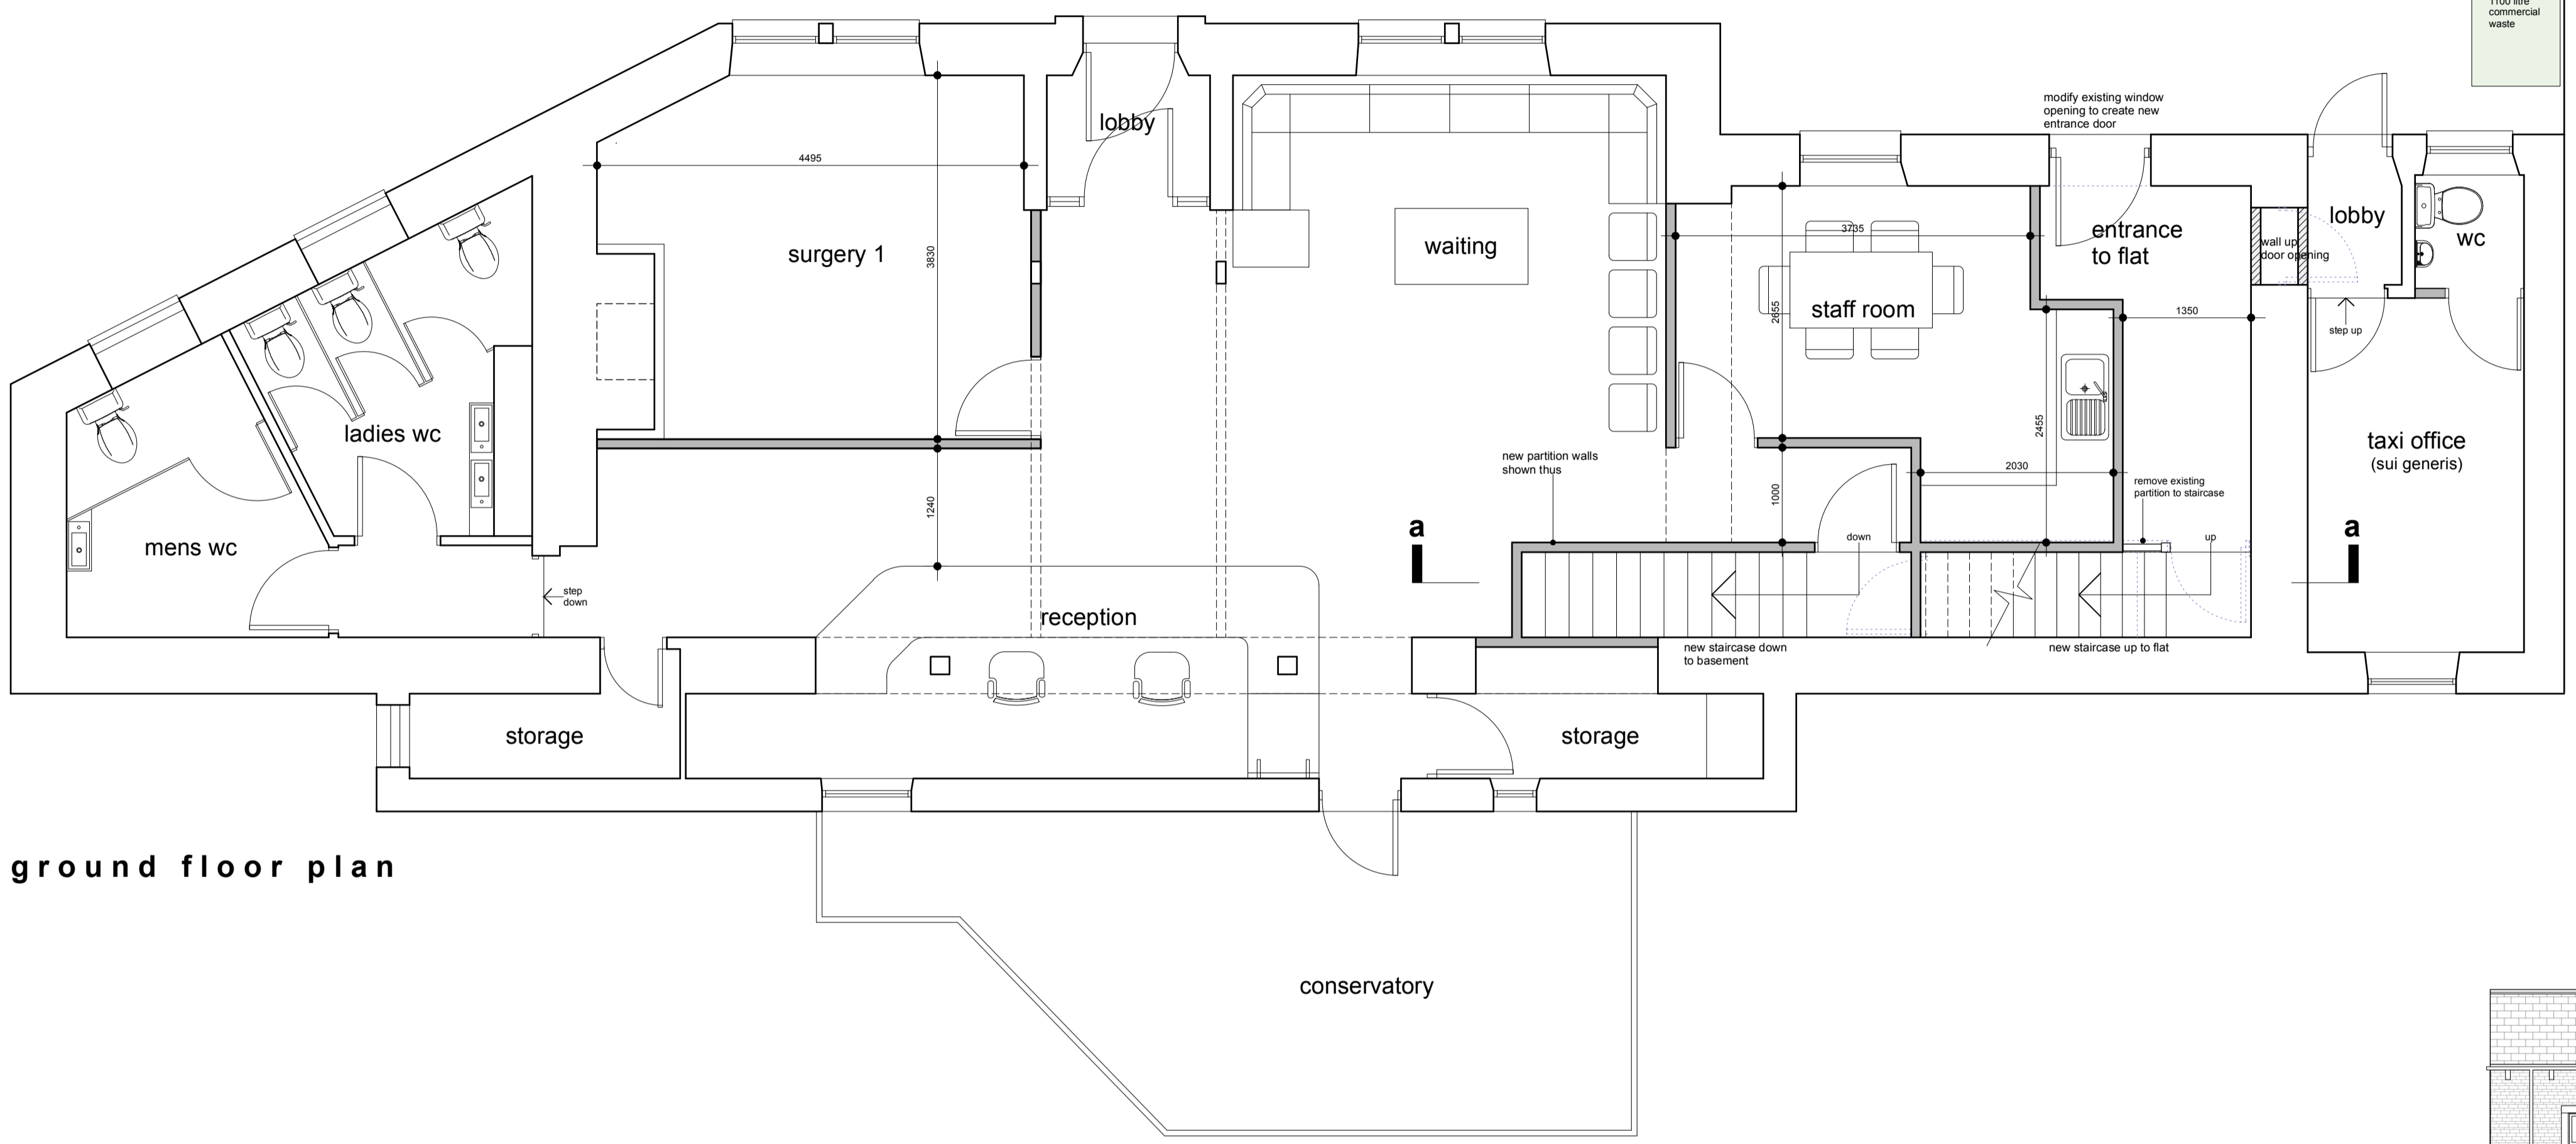 1100 litre
commercial
waste
modify existing window
opening to create new
entrance door
lobby
4495
surgery 1
3830
waiting
3735
staff room
2655
entrance
to flat
wall up
door opening
lobby
wc
step up
1350
ladies wc
mens wc
1240
new partition walls
shown thus
2455
2030
1000
remove existing
partition to staircase
taxi office
(sui generis)
a
a
down
up
step
down
reception
new staircase down
to basement
new staircase up to flat
storage
storage
ground floor plan
conservatory